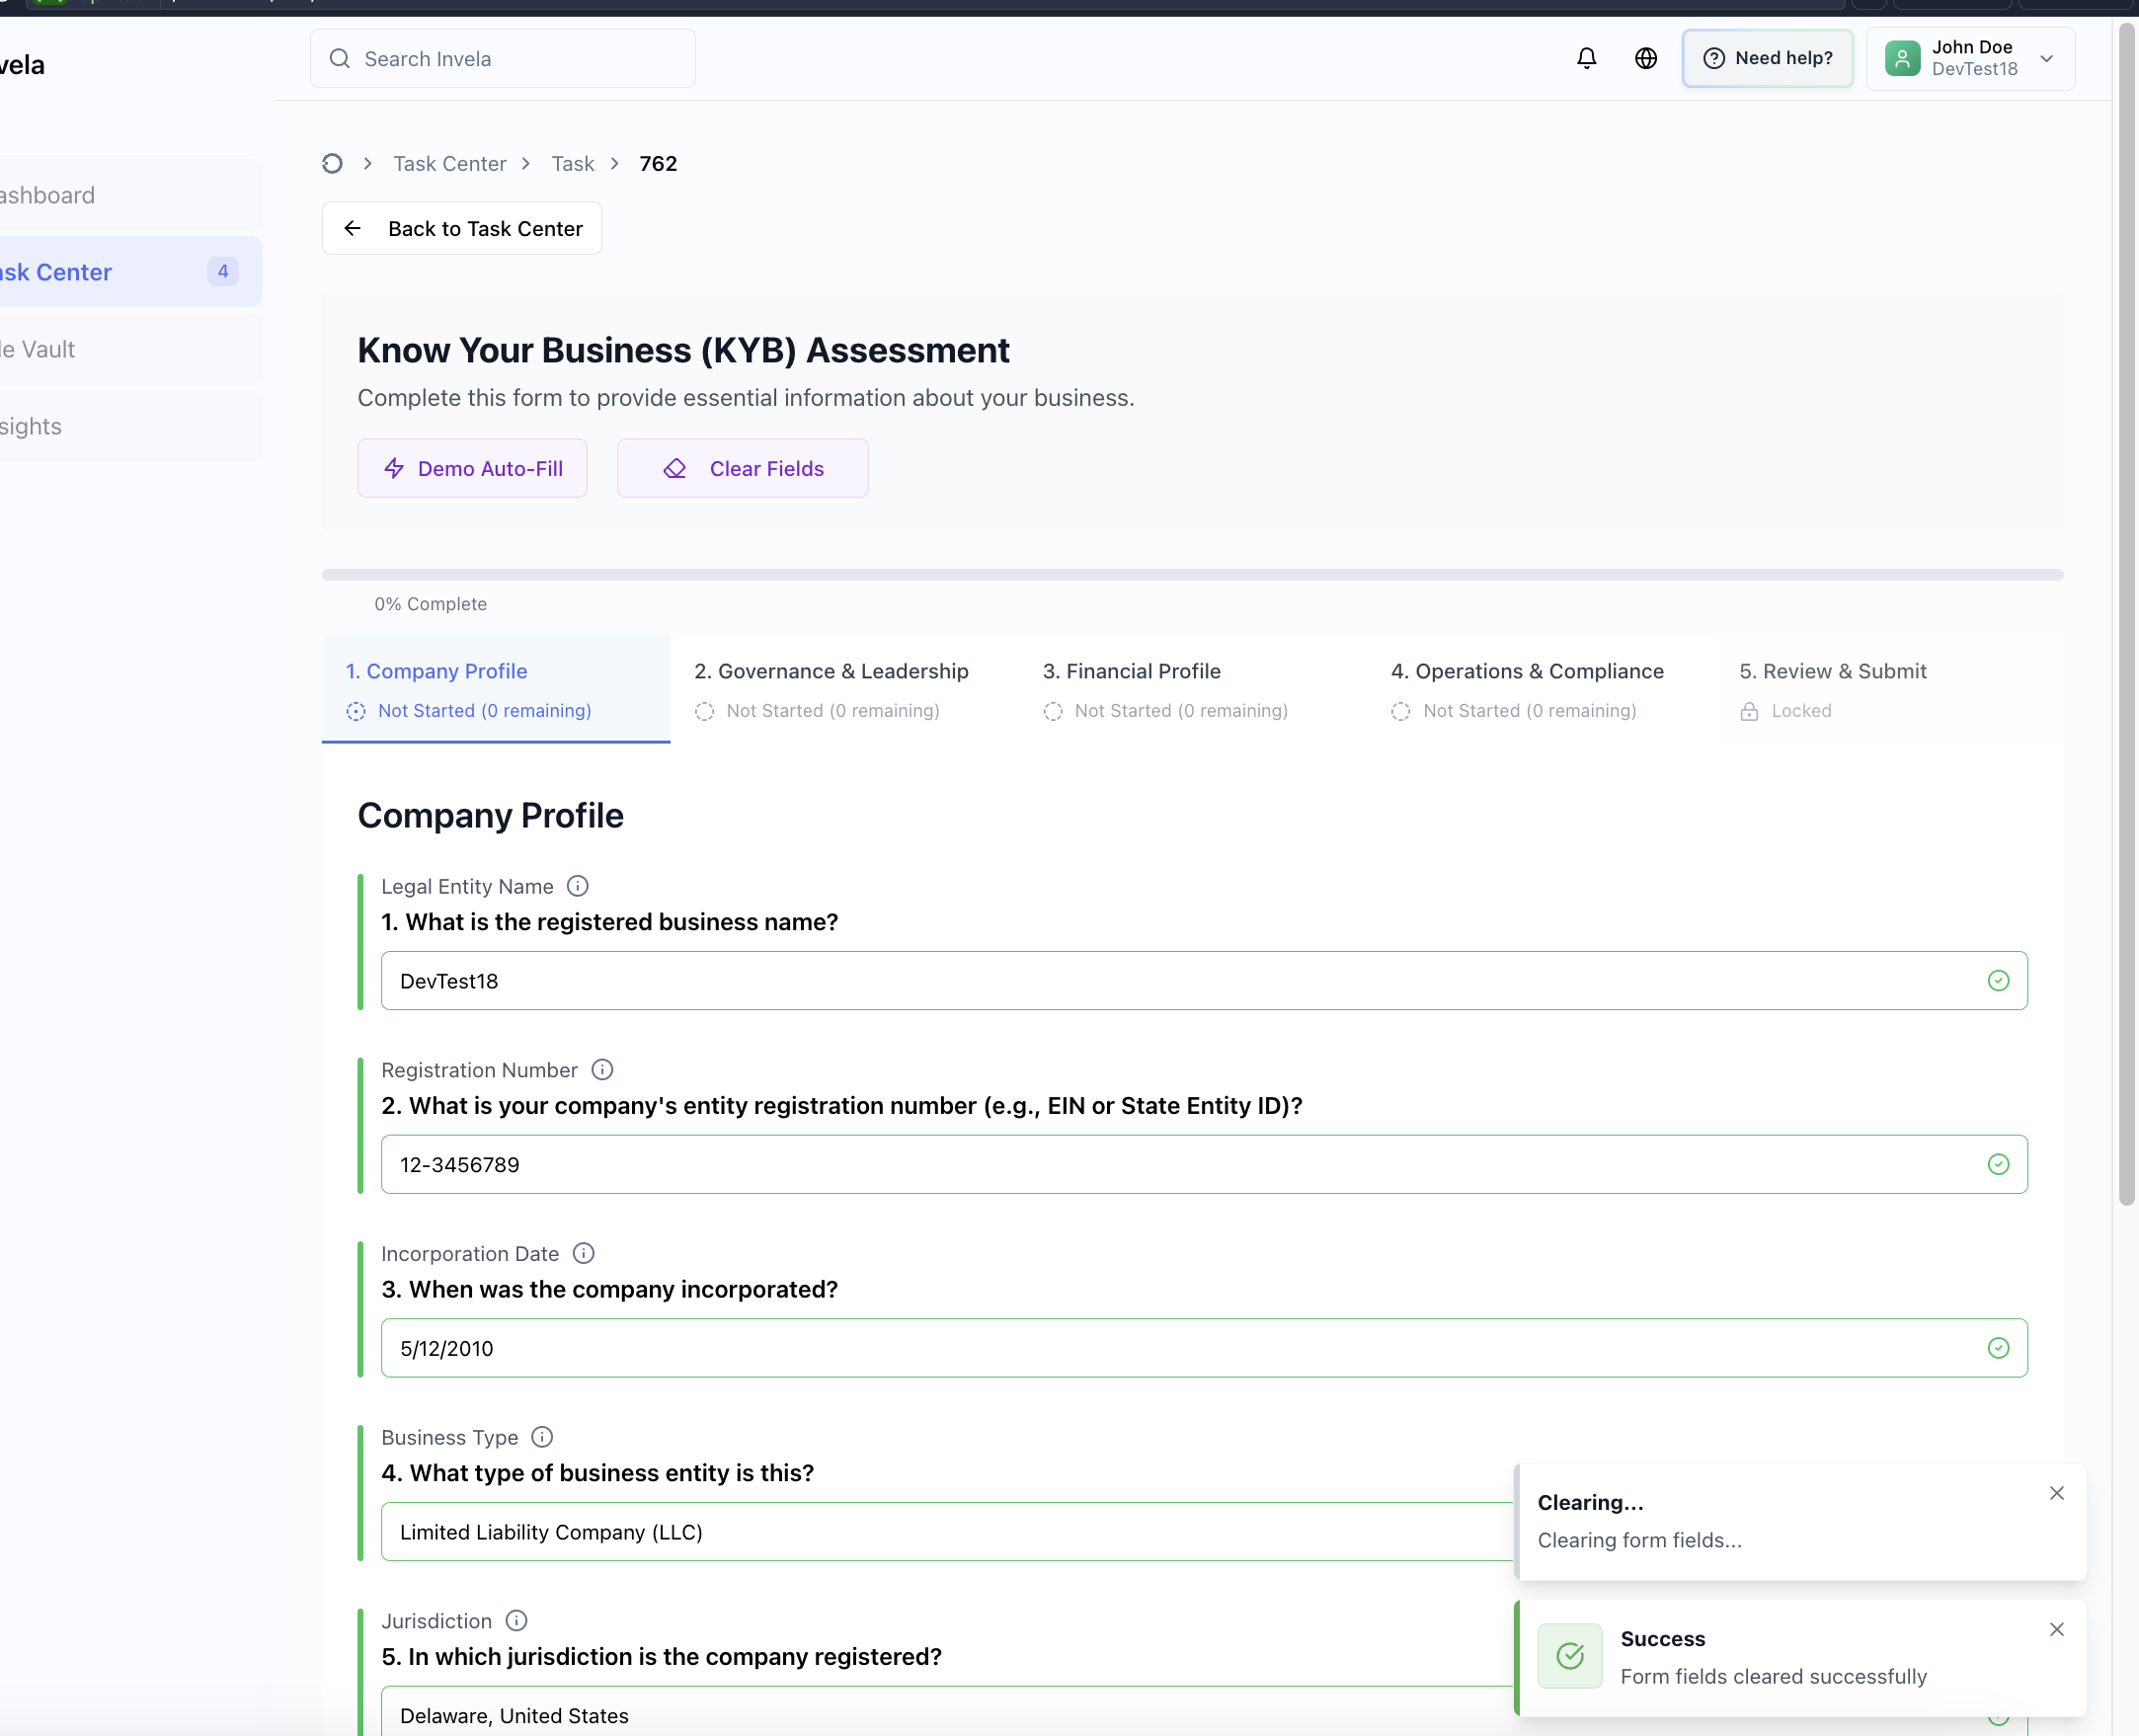 vela
Search Invela
Need help?
John Doe
DevTest18
ashboard
ask Center
4
le Vault
sights
Task Center
Task
762
Back to Task Center
Know Your Business (KYB) Assessment
Complete this form to provide essential information about your business.
Demo Auto-Fill
Clear Fields
0% Complete
1. Company Profile
Not Started (0 remaining)
2. Governance & Leadership
Not Started (0 remaining)
3. Financial Profile
Not Started (0 remaining)
4. Operations & Compliance
Not Started (0 remaining)
5. Review & Submit
Locked
Company Profile
Legal Entity Name
1. What is the registered business name?
DevTest18
Registration Number
2. What is your company's entity registration number (e.g., EIN or State Entity ID)?
12-3456789
Incorporation Date
3. When was the company incorporated?
5/12/2010
Business Type
4. What type of business entity is this?
Limited Liability Company (LLC)
Jurisdiction
5. In which jurisdiction is the company registered?
Delaware, United States
Clearing...
Clearing form fields...
Success
Form fields cleared successfully